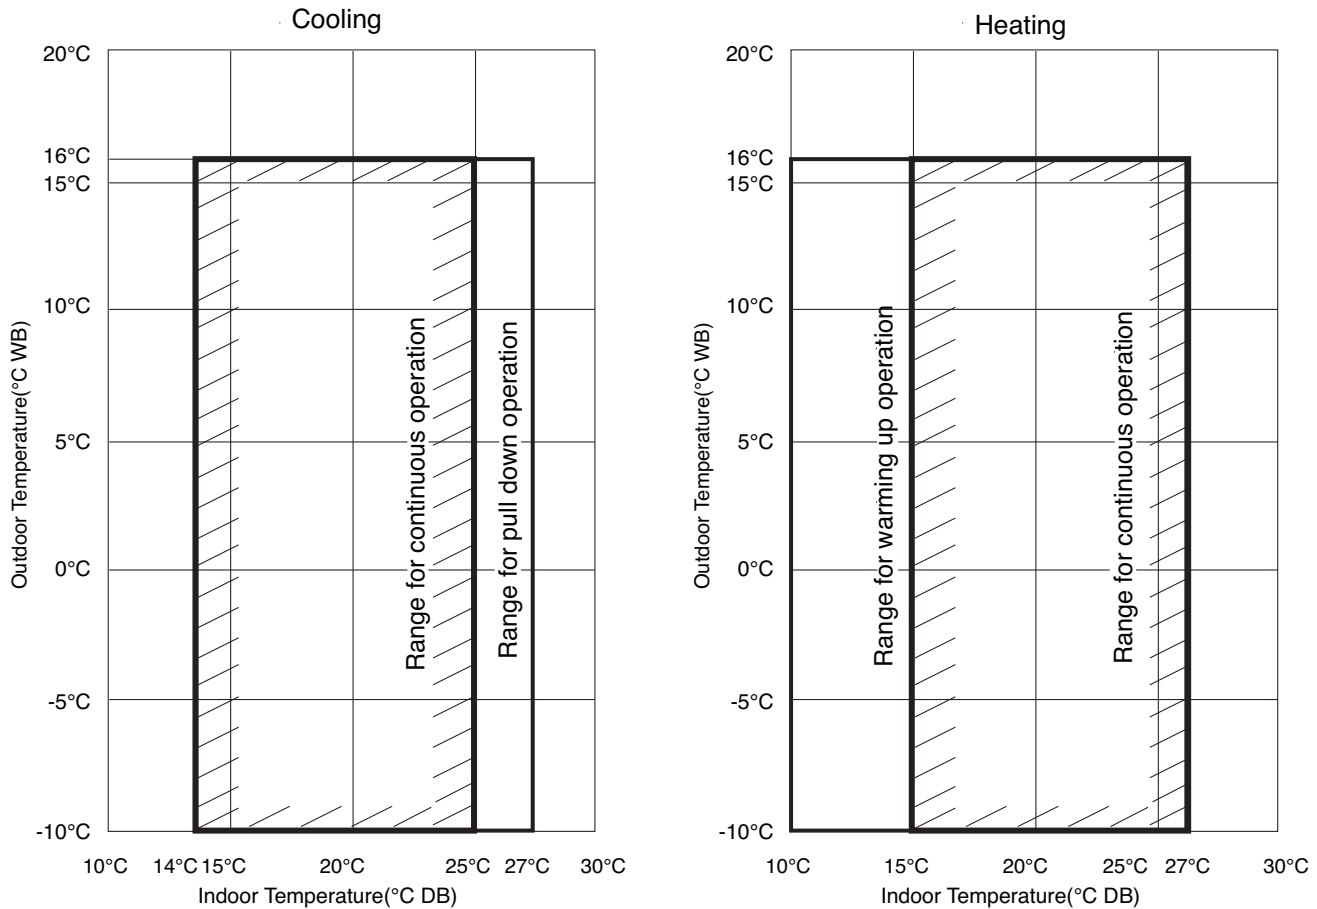 Cooling
20°C
16°C
15°C
10°C
5°C
0°C
-5°C
-10°C
Outdoor Temperature(°C WB)
Range for continuous operation
Range for pull down operation
10°C 14°C 15°C 20°C 25°C 27°C 30°C
Indoor Temperature(°C DB)
Heating
20°C
16°C
15°C
10°C
5°C
0°C
-5°C
-10°C
Outdoor Temperature(°C WB)
Range for warming up operation
Range for continuous operation
10°C 15°C 20°C 25°C 27°C 30°C
Indoor Temperature(°C DB)